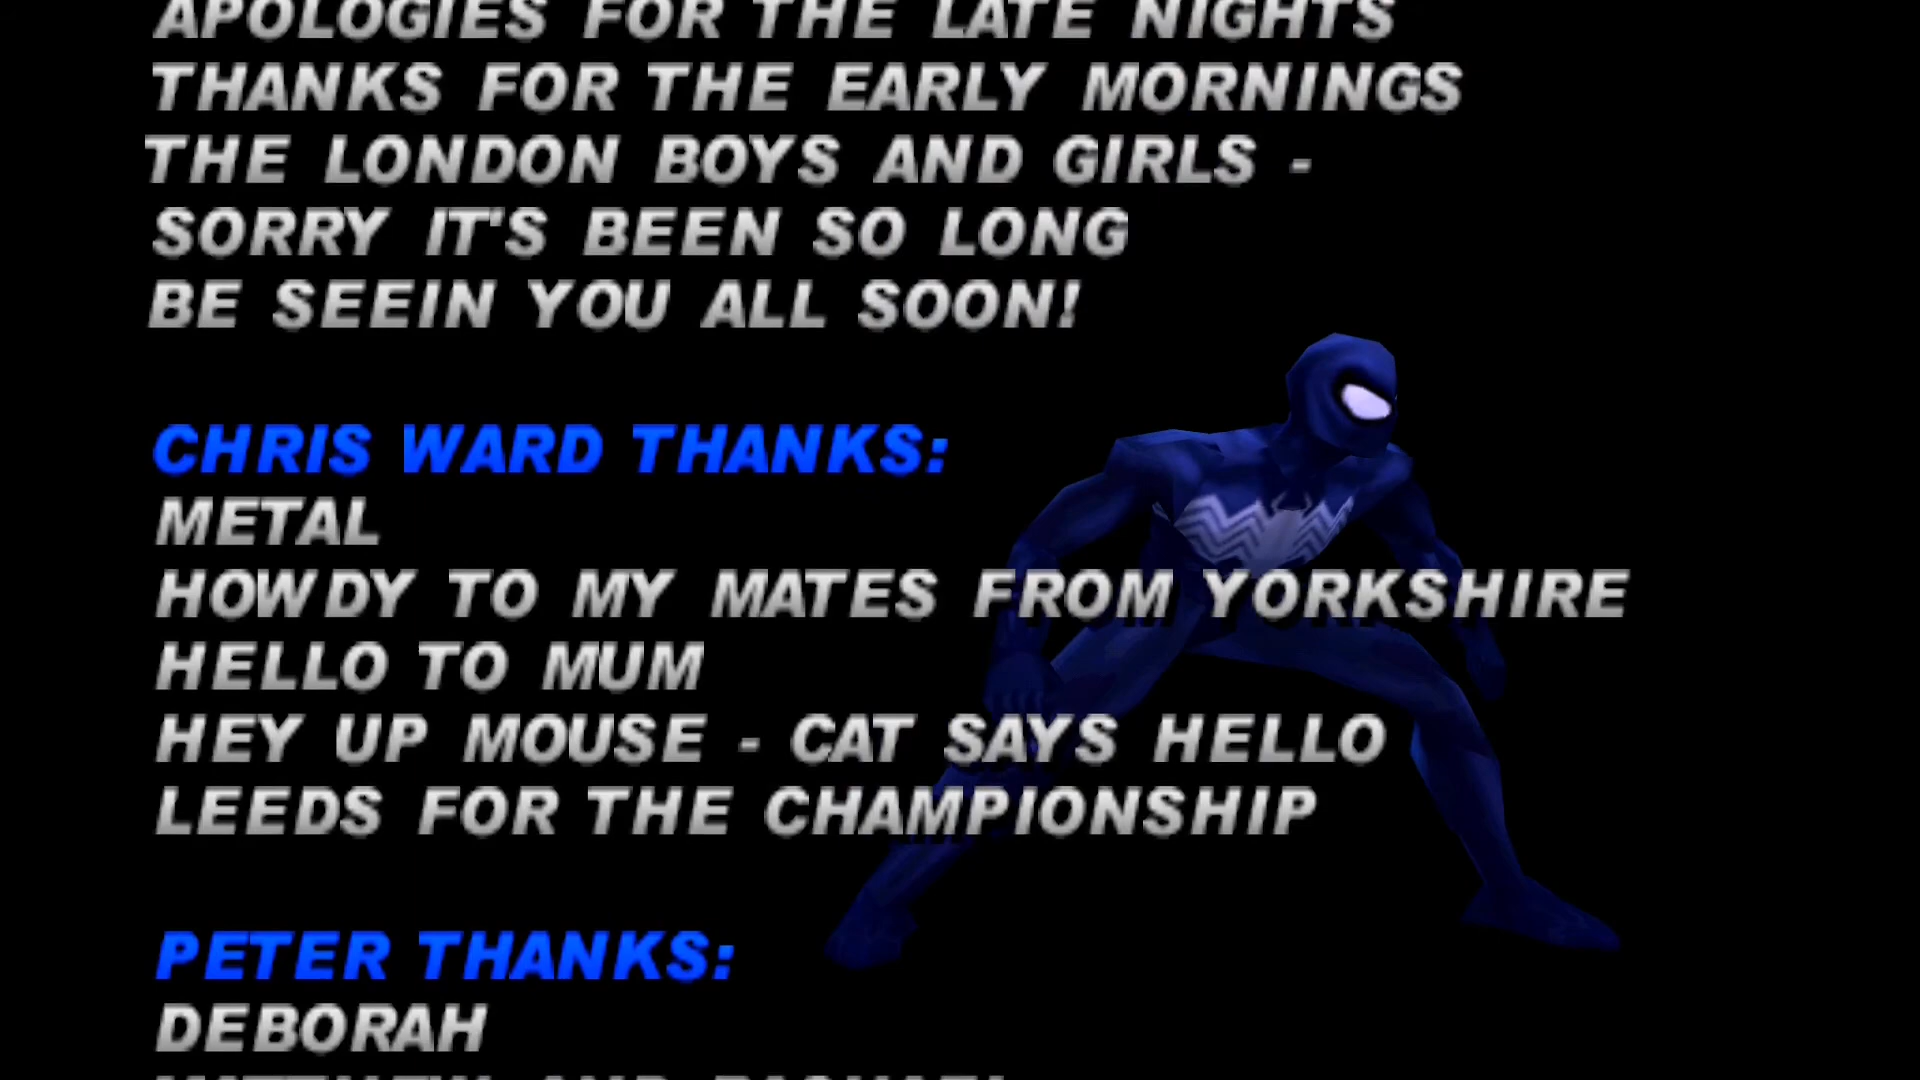 APOLOGIES FOR THE LATE NIGHTS
THANKS FOR THE EARLY MORNINGS
THE LONDON BOYS AND GIRLS -
SORRY IT'S BEEN SO LONG
BE SEEIN YOU ALL SOON!
CHRIS WARD THANKS:
METAL
HOWDY TO MY MATES FROM YORKSHIRE
HELLO TO MUM
HEY UP MOUSE - CAT SAYS HELLO
LEEDS FOR THE CHAMPIONSHIP
PETER THANKS:
DEBORAH